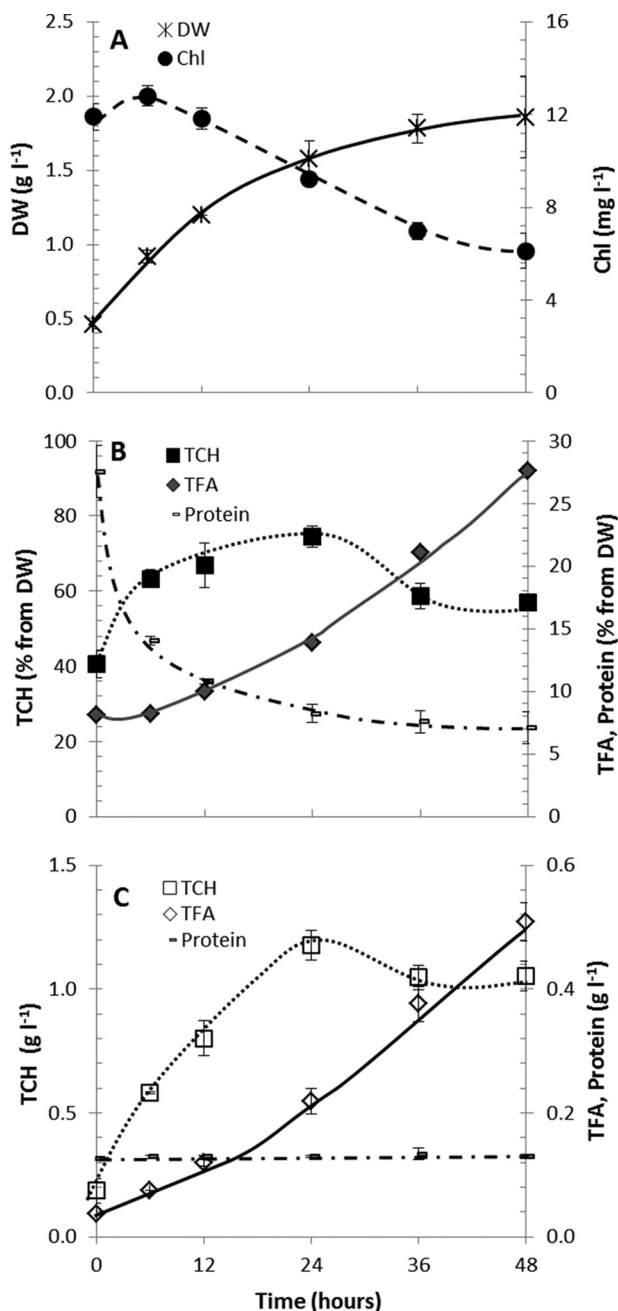 A
DW
Chl
2.5
2.0
1.5
1.0
0.5
0.0
DW (g l⁻¹)
16
12
8
4
0
Chl (mg l⁻¹)
B
TCH
TFA
Protein
100
80
60
40
20
0
TCH (% from DW)
30
25
20
15
10
5
0
TFA, Protein (% from DW)
C
TCH
TFA
Protein
1.5
1.0
0.5
0.0
TCH (g l⁻¹)
0.6
0.4
0.2
0.0
TFA, Protein (g l⁻¹)
0 12 24 36 48
Time (hours)